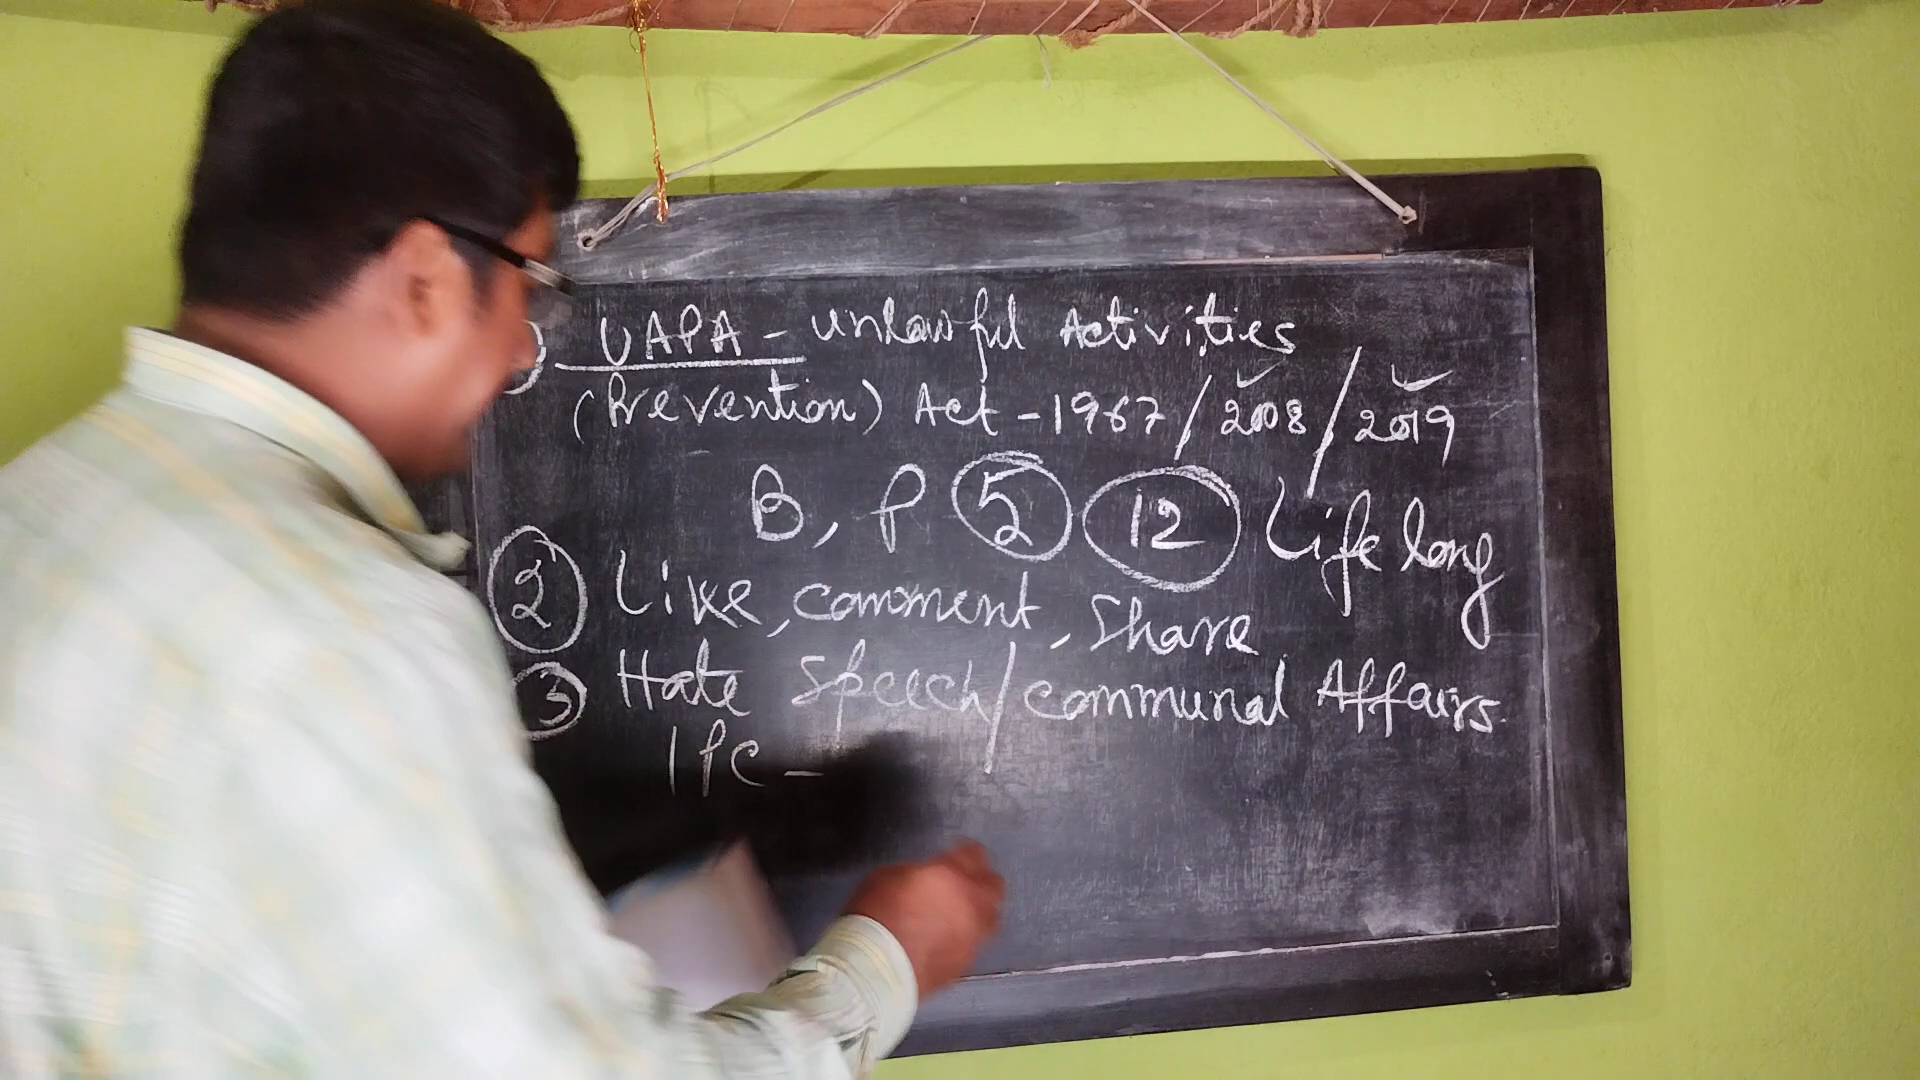 UAPA - Unlawful Activities
(Prevention) Act - 1967 / 2008 / 2019
B, P 5 12 Life long
2 Like, comment, Share
3 Hate Speech / communal Affairs
IPC -